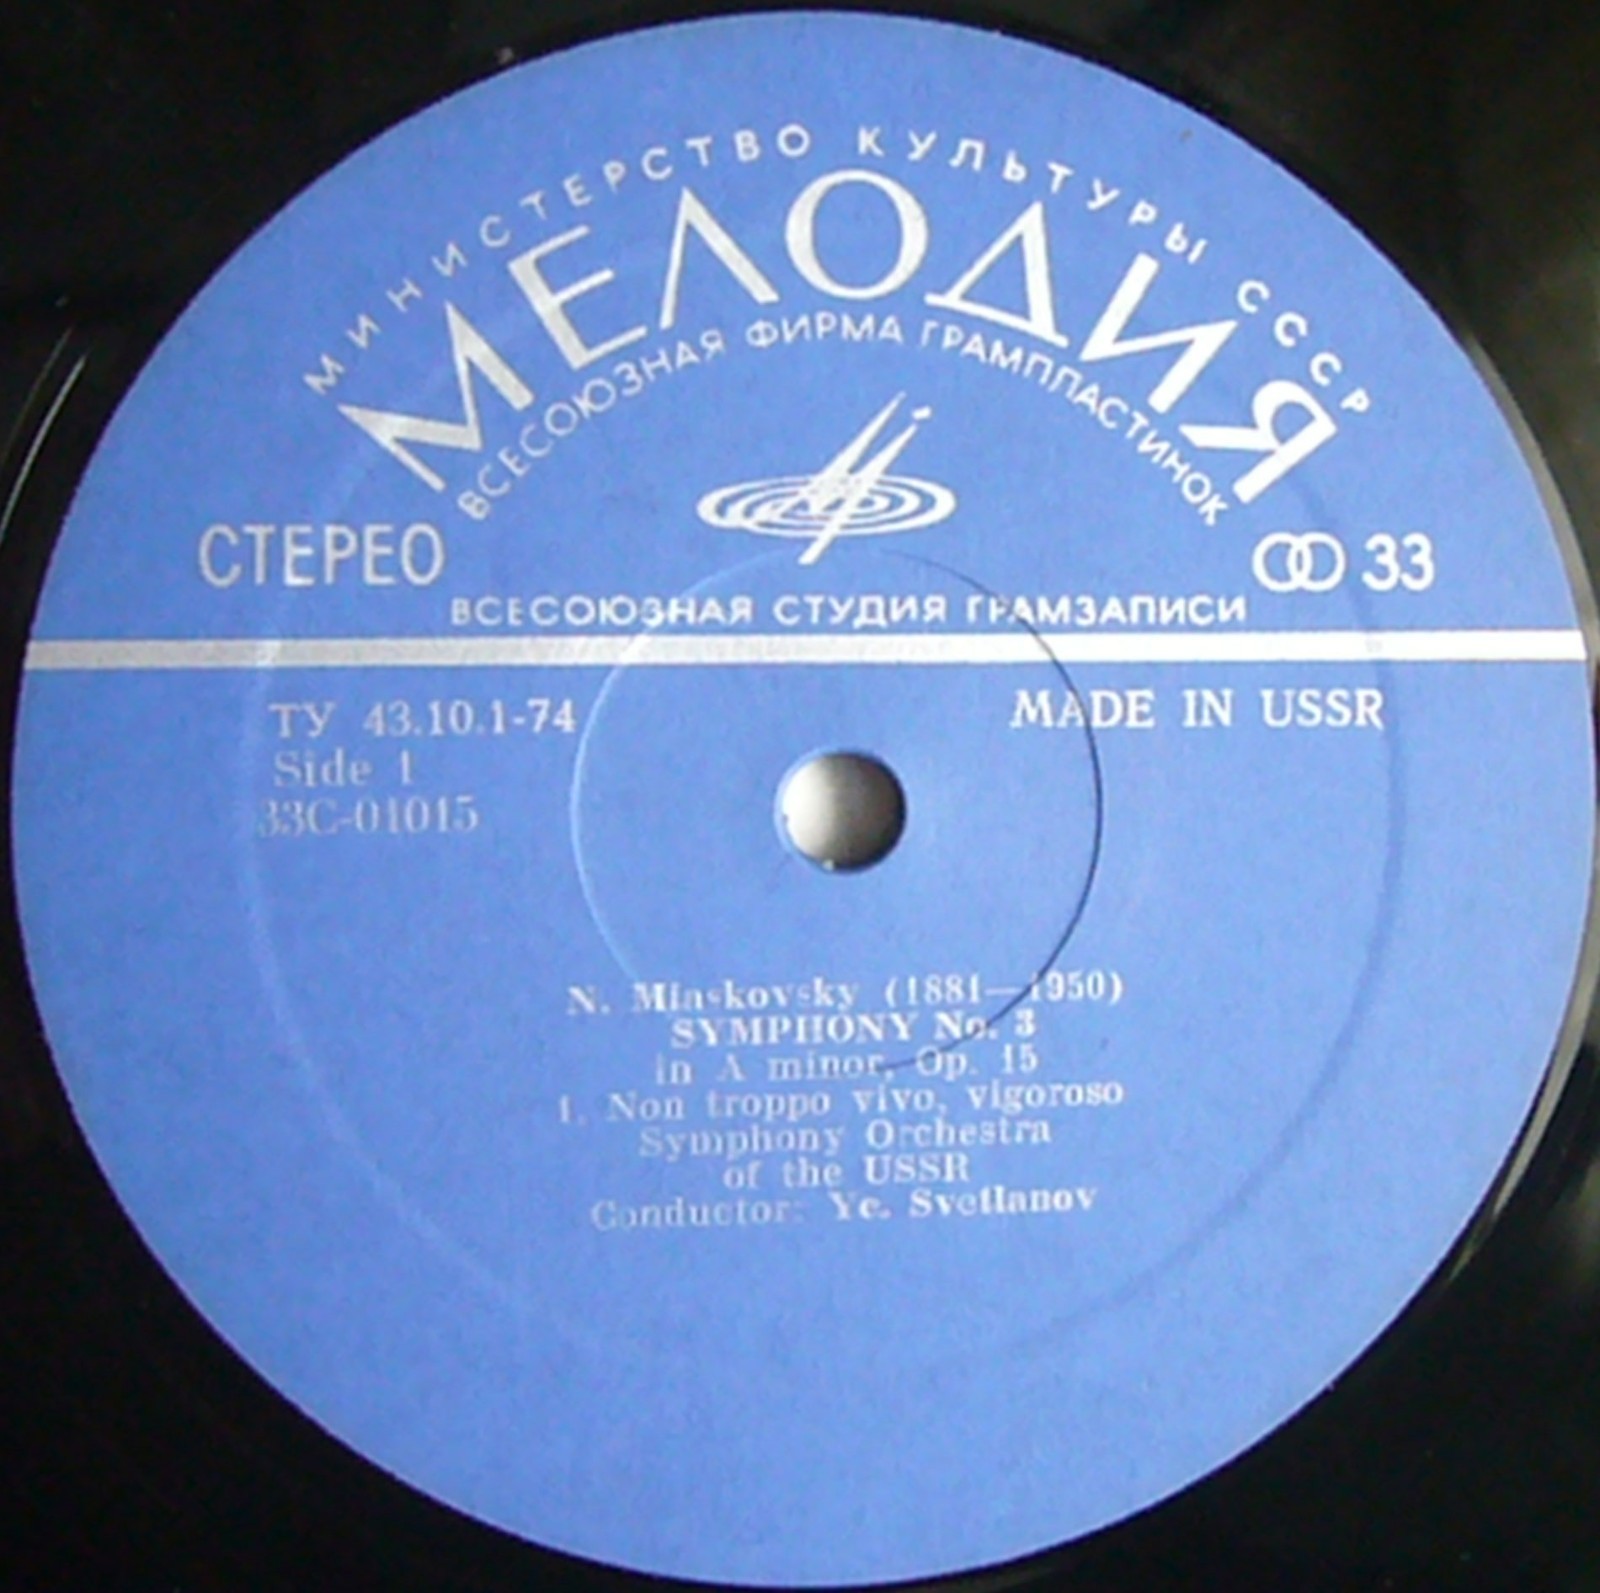 МИНИСТЕРСТВО КУЛЬТУРЫ СССР
МЕЛОДИЯ
ВСЕСОЮЗНАЯ ФИРМА ГРАМПЛАСТИНОК
СТЕРЕО
33
ВСЕСОЮЗНАЯ СТУДИЯ ГРАМЗАПИСИ
ТУ 43.10.1-74
MADE IN USSR
Side 1
33С-01015
N. Miaskovsky (1881—1950)
SYMPHONY No. 3
in A minor, Op. 15
1. Non troppo vivo, vigoroso
Symphony Orchestra
of the USSR
Conductor: Ye. Svetlanov